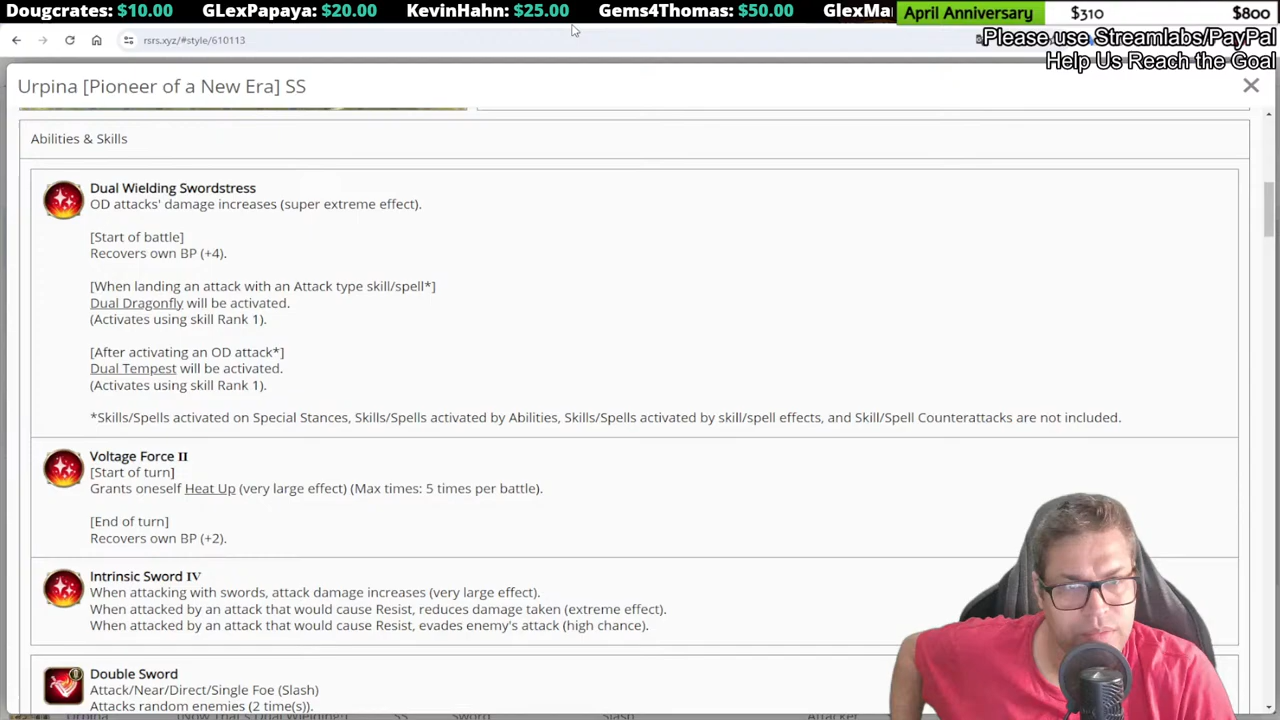 Dougcrates: $10.00 GLexPapaya: $20.00 KevinHahn: $25.00 Gems4Thomas: $50.00 GlexMa
April Anniversary $310 $800
Please use Streamlabs/PayPal
Help Us Reach the Goal
rsrs.xyz/#style/610113
Urpina [Pioneer of a New Era] SS
Abilities & Skills
Dual Wielding Swordstress
OD attacks' damage increases (super extreme effect).
[Start of battle]
Recovers own BP (+4).
[When landing an attack with an Attack type skill/spell*]
Dual Dragonfly will be activated.
(Activates using skill Rank 1).
[After activating an OD attack*]
Dual Tempest will be activated.
(Activates using skill Rank 1).
*Skills/Spells activated on Special Stances, Skills/Spells activated by Abilities, Skills/Spells activated by skill/spell effects, and Skill/Spell Counterattacks are not included.
Voltage Force II
[Start of turn]
Grants oneself Heat Up (very large effect) (Max times: 5 times per battle).
[End of turn]
Recovers own BP (+2).
Intrinsic Sword IV
When attacking with swords, attack damage increases (very large effect).
When attacked by an attack that would cause Resist, reduces damage taken (extreme effect).
When attacked by an attack that would cause Resist, evades enemy's attack (high chance).
Double Sword
Attack/Near/Direct/Single Foe (Slash)
Attacks random enemies (2 time(s)).
Urpina [Now That's Dual Wielding!] SS Sword Slash Attacker